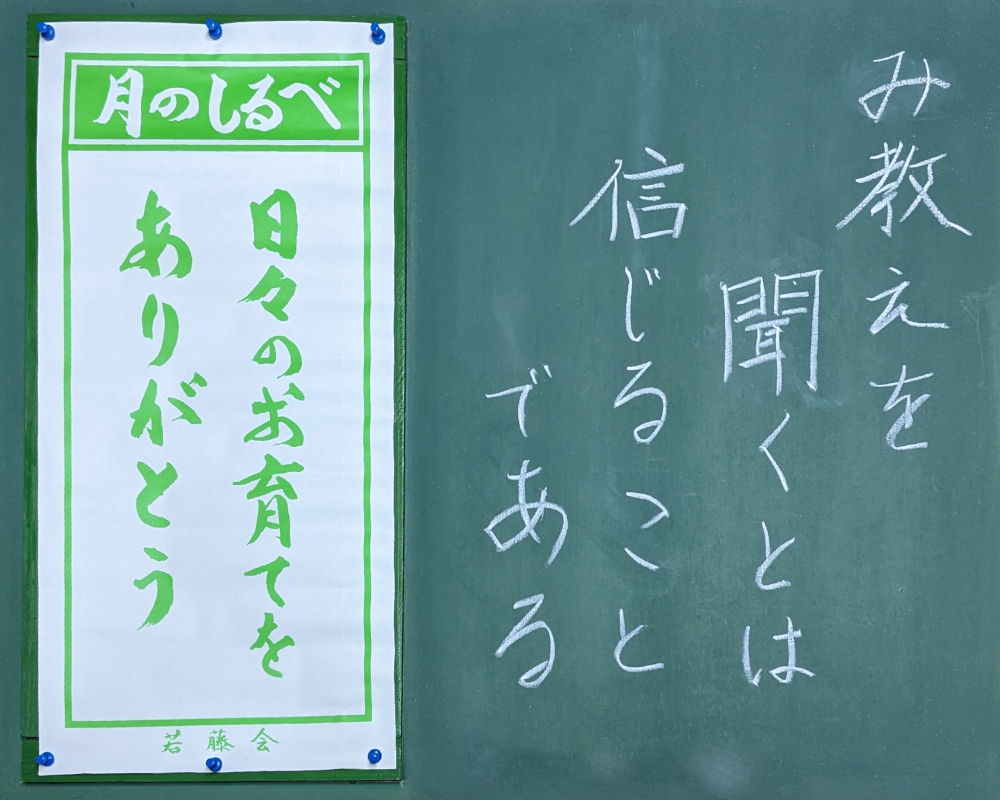 月のしるべ
日々のお育てを
ありがとう
若藤会
み教えを
聞くとは
信じること
である